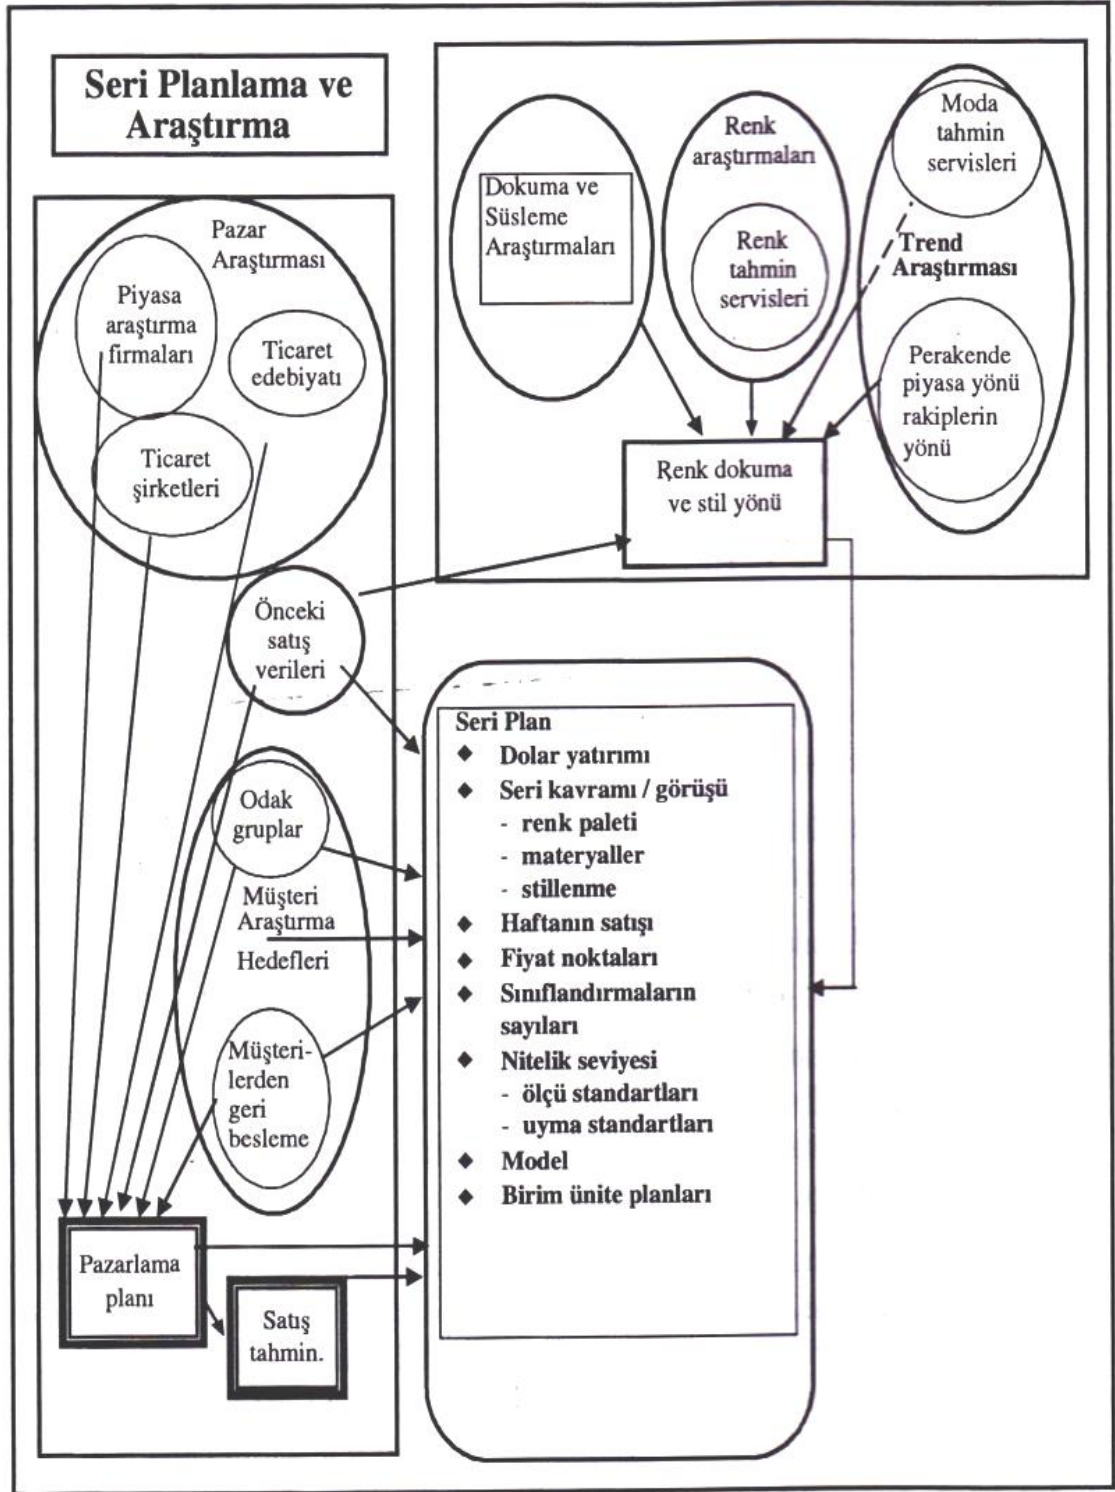 Seri Planlama ve
Araştırma
Dokuma ve
Süsleme
Araştırmaları
Renk
araştırmaları
Renk
tahmin
servisleri
Moda
tahmin
servisleri
Trend
Araştırması
Perakende
piyasa yönü
rakiplerin
yönü
Renk dokuma
ve stil yönü
Pazar
Araştırması
Piyasa
araştırma
firmaları
Ticaret
edebiyatı
Ticaret
şirketleri
Önceki
satış
verileri
Odak
gruplar
Müşteri
Araştırma
Hedefleri
Müşteri-
lerden
geri
besleme
Pazarlama
planı
Satış
tahmin.
Seri Plan
◆ Dolar yatırımı
◆ Seri kavramı / görüşü
- renk paleti
- materyaller
- stillenme
◆ Haftanın satışı
◆ Fiyat noktaları
◆ Sınıflandırmaların
sayıları
◆ Nitelik seviyesi
- ölçü standartları
- uyma standartları
◆ Model
◆ Birim ünite planları